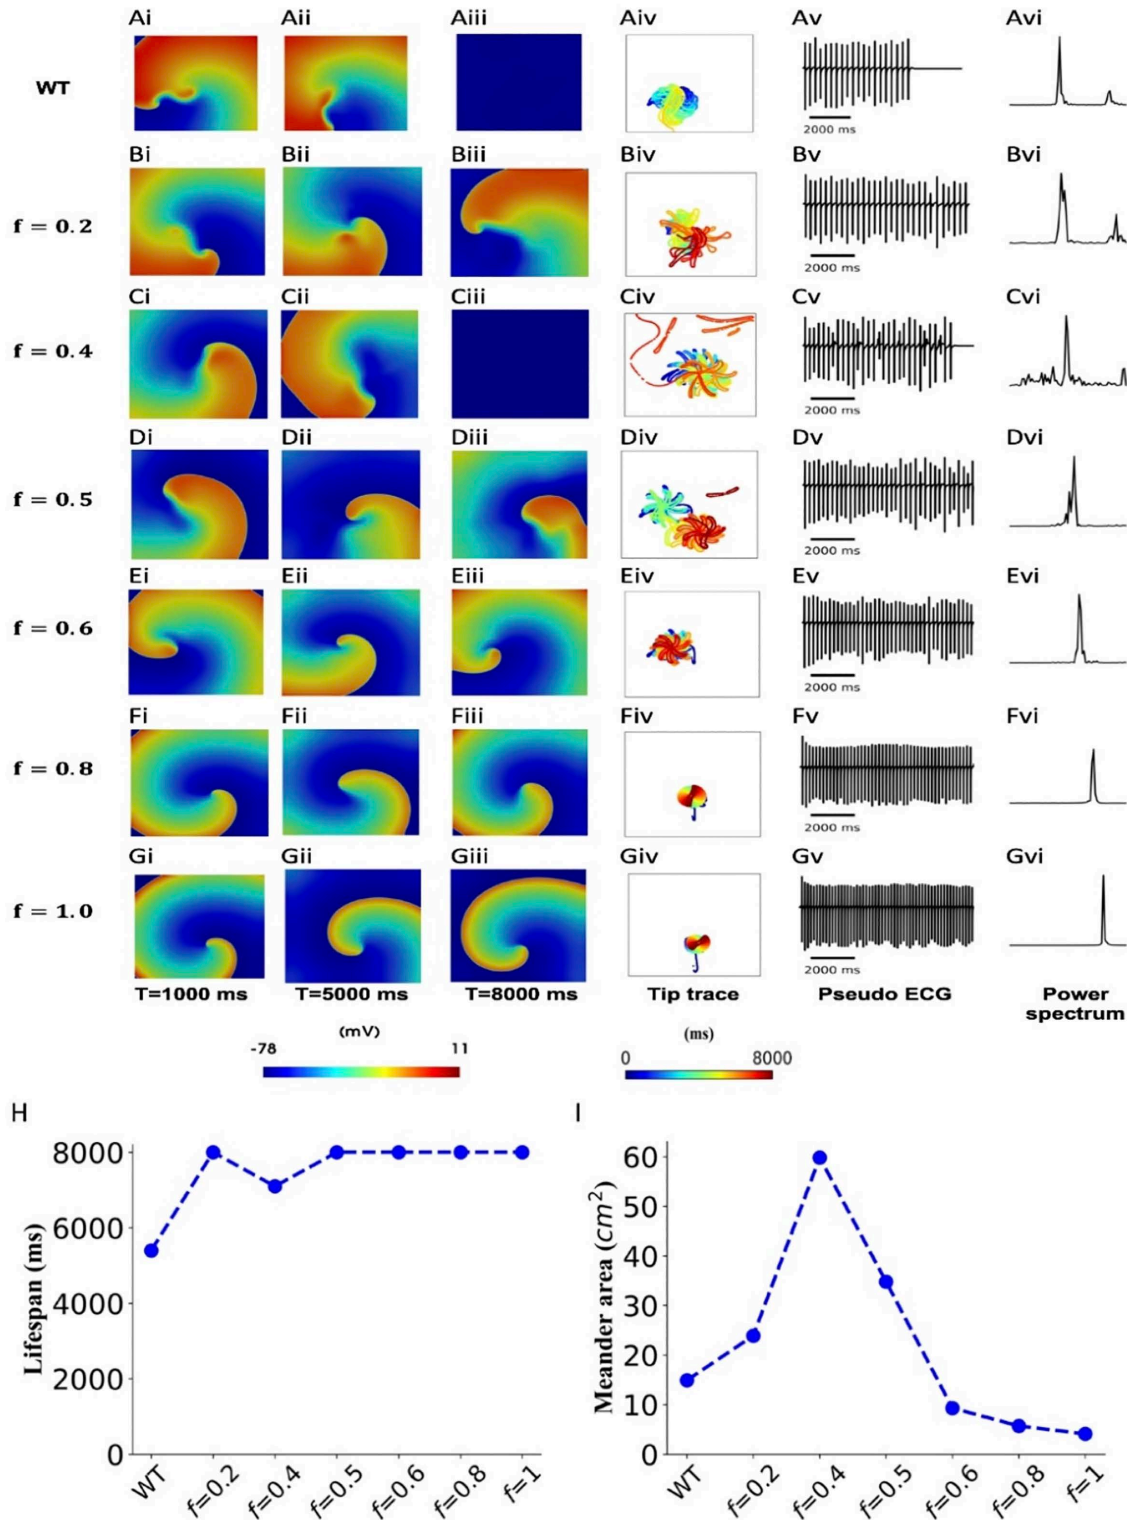 Ai Aii Aiii Aiv Av Avi
WT
2000 ms
Bi Bii Biii Biv Bv Bvi
f = 0.2
2000 ms
Ci Cii Ciii Civ Cv Cvi
f = 0.4
2000 ms
Di Dii Diii Div Dv Dvi
f = 0.5
2000 ms
Ei Eii Eiii Eiv Ev Evi
f = 0.6
2000 ms
Fi Fii Fiii Fiv Fv Fvi
f = 0.8
2000 ms
Gi Gii Giii Giv Gv Gvi
f = 1.0
2000 ms
T=1000 ms T=5000 ms T=8000 ms Tip trace Pseudo ECG Power
spectrum
(mV)
-78 11
(ms)
0 8000
H
8000
6000
4000
2000
0
Lifespan (ms)
WT f=0.2 f=0.4 f=0.5 f=0.6 f=0.8 f=1
I
60
50
40
30
20
10
0
Meander area (cm²)
WT f=0.2 f=0.4 f=0.5 f=0.6 f=0.8 f=1